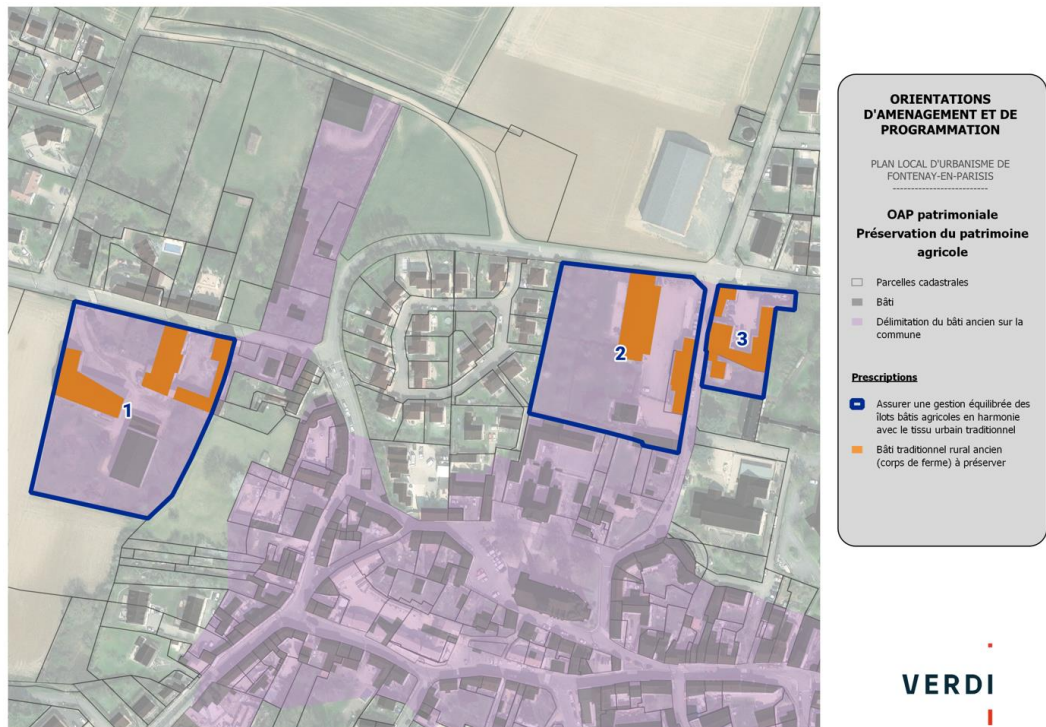 ORIENTATIONS
D'AMENAGEMENT ET DE
PROGRAMMATION
PLAN LOCAL D'URBANISME DE
FONTENAY-EN-PARISIS
--------------------------
OAP patrimoniale
Préservation du patrimoine
agricole
Parcelles cadastrales
Bâti
Délimitation du bâti ancien sur la
commune
Prescriptions
Assurer une gestion équilibrée des
îlots bâtis agricoles en harmonie
avec le tissu urbain traditionnel
Bâti traditionnel rural ancien
(corps de ferme) à préserver
1
2
3
VERDI